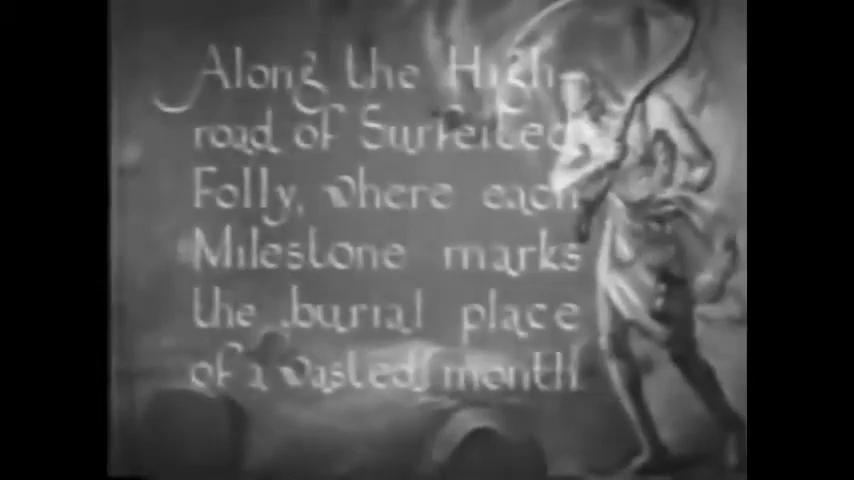 Along the High
road of Surfeited
Folly, where each
Milestone marks
the burial place
of a wasted month